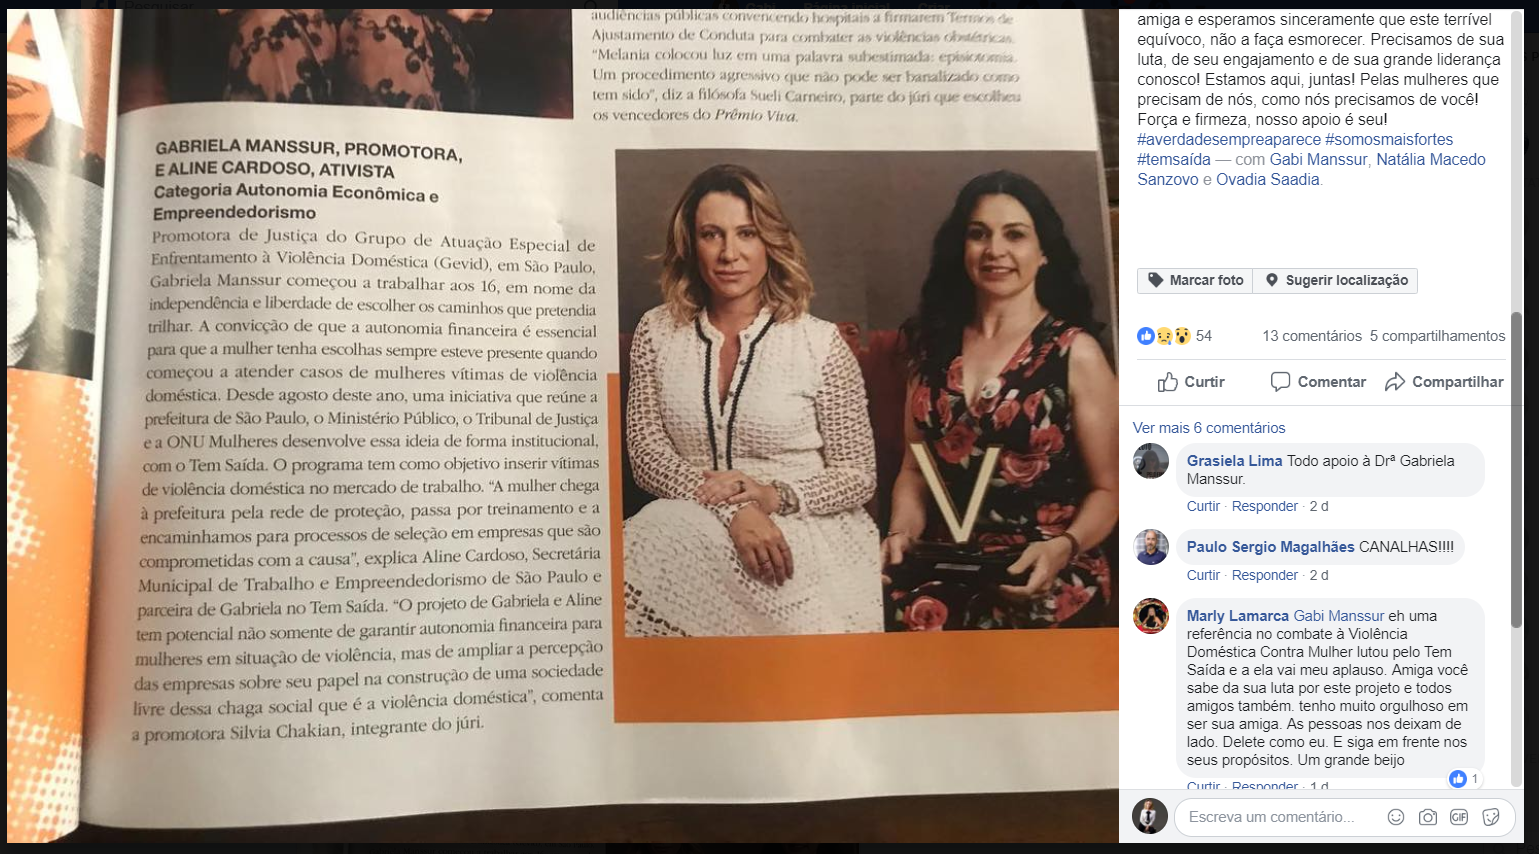 audiências públicas convencendo hospitais a firmarem Termos de
Ajustamento de Conduta para combater as violências obstétricas.
“Melania colocou luz em uma palavra subestimada: episiotomia.
Um procedimento agressivo que não pode ser banalizado como
tem sido”, diz a filósofa Sueli Carneiro, parte do júri que escolheu
os vencedores do Prêmio Viva.
GABRIELA MANSSUR, PROMOTORA,
E ALINE CARDOSO, ATIVISTA
Categoria Autonomia Econômica e
Empreendedorismo
Promotora de Justiça do Grupo de Atuação Especial de
Enfrentamento à Violência Doméstica (Gevid), em São Paulo,
Gabriela Manssur começou a trabalhar aos 16, em nome da
independência e liberdade de escolher os caminhos que pretendia
trilhar. A convicção de que a autonomia financeira é essencial
para que a mulher tenha escolhas sempre esteve presente quando
começou a atender casos de mulheres vítimas de violência
doméstica. Desde agosto deste ano, uma iniciativa que reúne a
prefeitura de São Paulo, o Ministério Público, o Tribunal de Justiça
e a ONU Mulheres desenvolve essa ideia de forma institucional,
com o Tem Saída. O programa tem como objetivo inserir vítimas
de violência doméstica no mercado de trabalho. “A mulher chega
à prefeitura pela rede de proteção, passa por treinamento e a
encaminhamos para processos de seleção em empresas que são
comprometidas com a causa”, explica Aline Cardoso, Secretária
Municipal de Trabalho e Empreendedorismo de São Paulo e
parceira de Gabriela no Tem Saída. “O projeto de Gabriela e Aline
tem potencial não somente de garantir autonomia financeira para
mulheres em situação de violência, mas de ampliar a percepção
das empresas sobre seu papel na construção de uma sociedade
livre dessa chaga social que é a violência doméstica”, comenta
a promotora Silvia Chakian, integrante do júri.
V
amiga e esperamos sinceramente que este terrível
equívoco, não a faça esmorecer. Precisamos de sua
luta, de seu engajamento e de sua grande liderança
conosco! Estamos aqui, juntas! Pelas mulheres que
precisam de nós, como nós precisamos de você!
Força e firmeza, nosso apoio é seu!
#averdadesempreaparece #somosmaisfortes
#temsaída — com Gabi Manssur, Natália Macedo
Sanzovo e Ovadia Saadia.
Marcar foto Sugerir localização
54 13 comentários 5 compartilhamentos
Curtir Comentar Compartilhar
Ver mais 6 comentários
Grasiela Lima Todo apoio à Drª Gabriela
Manssur.
Curtir · Responder · 2 d
Paulo Sergio Magalhães CANALHAS!!!!
Curtir · Responder · 2 d
Marly Lamarca Gabi Manssur eh uma
referência no combate à Violência
Doméstica Contra Mulher lutou pelo Tem
Saída e a ela vai meu aplauso. Amiga você
sabe da sua luta por este projeto e todos
amigos também. tenho muito orgulhoso em
ser sua amiga. As pessoas nos deixam de
lado. Delete como eu. E siga em frente nos
seus propósitos. Um grande beijo
1
Curtir · Responder · 1 d
Escreva um comentário...
GIF